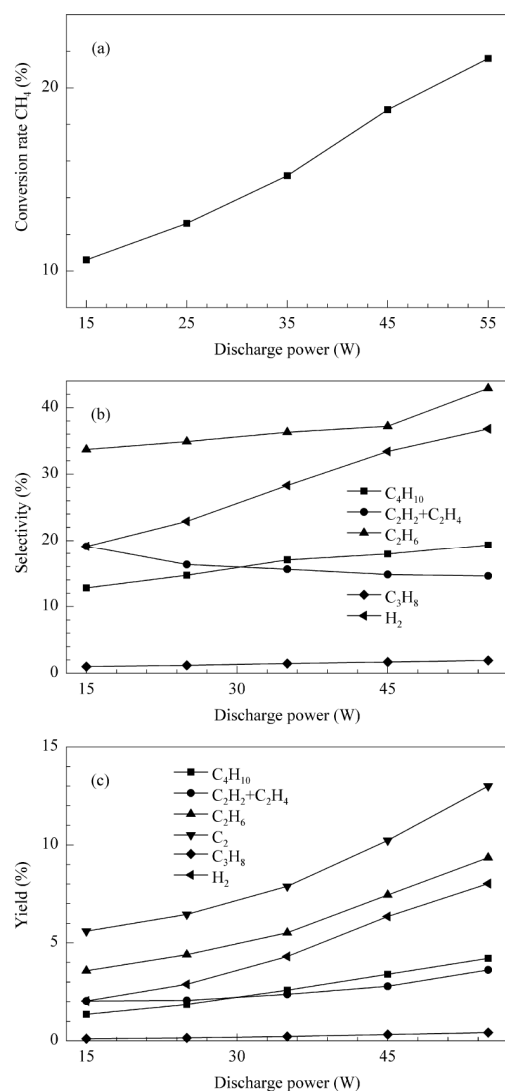 (a)
Conversion rate CH₄ (%)
20
10
15 25 35 45 55
Discharge power (W)
(b)
Selectivity (%)
40
30
20
10
0
C₄H₁₀
C₂H₂+C₂H₄
C₂H₆
C₃H₈
H₂
15 30 45
Discharge power (W)
(c)
Yield (%)
15
10
5
0
C₄H₁₀
C₂H₂+C₂H₄
C₂H₆
C₂
C₃H₈
H₂
15 30 45
Discharge power (W)